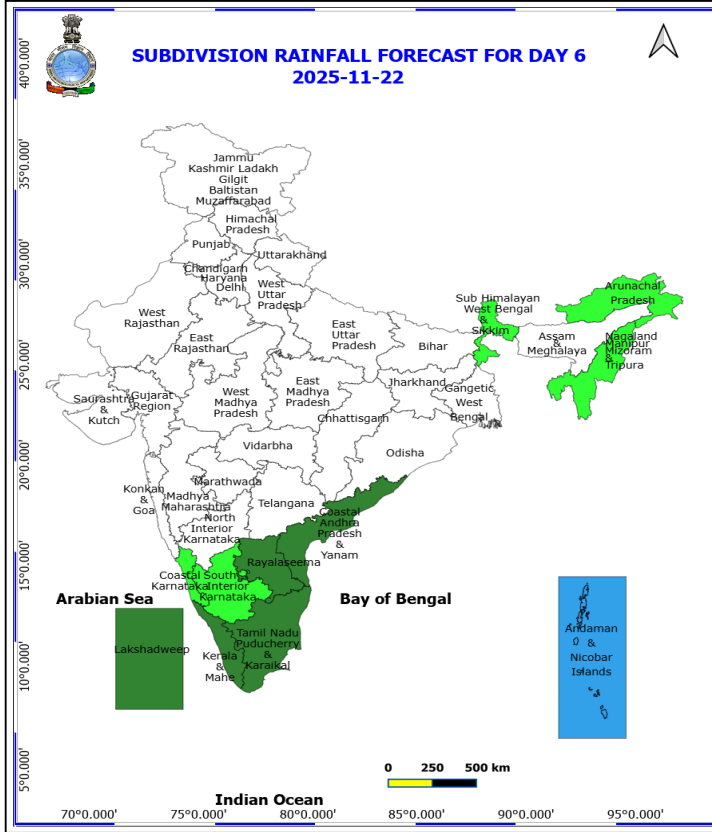 SUBDIVISION RAINFALL FORECAST FOR DAY 6
2025-11-22
40°0.000'
35°0.000'
30°0.000'
25°0.000'
20°0.000'
15°0.000'
10°0.000'
5°0.000'
Jammu
Kashmir Ladakh
Gilgit
Baltistan
Muzaffarabad
Himachal
Pradesh
Punjab
Uttarakhand
Chandigarh
Haryana
Delhi
West
Uttar
Pradesh
West
Rajasthan
East
Rajasthan
East
Uttar
Pradesh
Bihar
Sub Himalayan
West Bengal
&
Sikkim
Arunachal
Pradesh
Assam
&
Meghalaya
Nagaland
Manipur
Mizoram
&
Tripura
Saurashtra
&
Kutch
Gujarat
Region
West
Madhya
Pradesh
East
Madhya
Pradesh
Jharkhand
Gangetic
West
Bengal
Chhattisgarh
Odisha
Vidarbha
Konkan
&
Goa
Marathwada
Madhya
Maharashtra
North
Interior
Karnataka
Telangana
Coastal
Andhra
Pradesh
&
Yanam
Rayalaseema
Coastal
Karnataka
South
Interior
Karnataka
Arabian Sea
Bay of Bengal
Lakshadweep
Kerala
&
Mahe
Tamil Nadu
Puducherry
&
Karaikal
Andaman
&
Nicobar
Islands
0 250 500 km
Indian Ocean
70°0.000' 75°0.000' 80°0.000' 85°0.000' 90°0.000' 95°0.000'